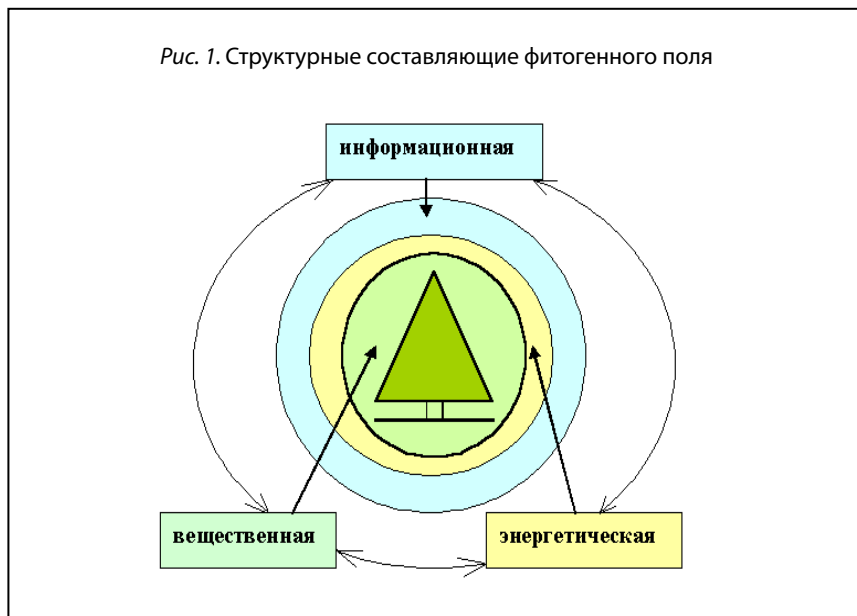 Рис. 1. Структурные составляющие фитогенного поля
информационная
вещественная
энергетическая